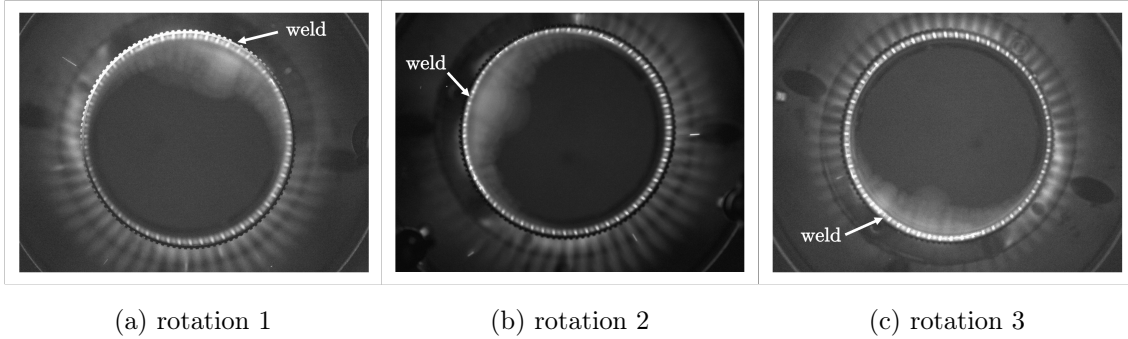 weld
weld
weld
(a) rotation 1
(b) rotation 2
(c) rotation 3